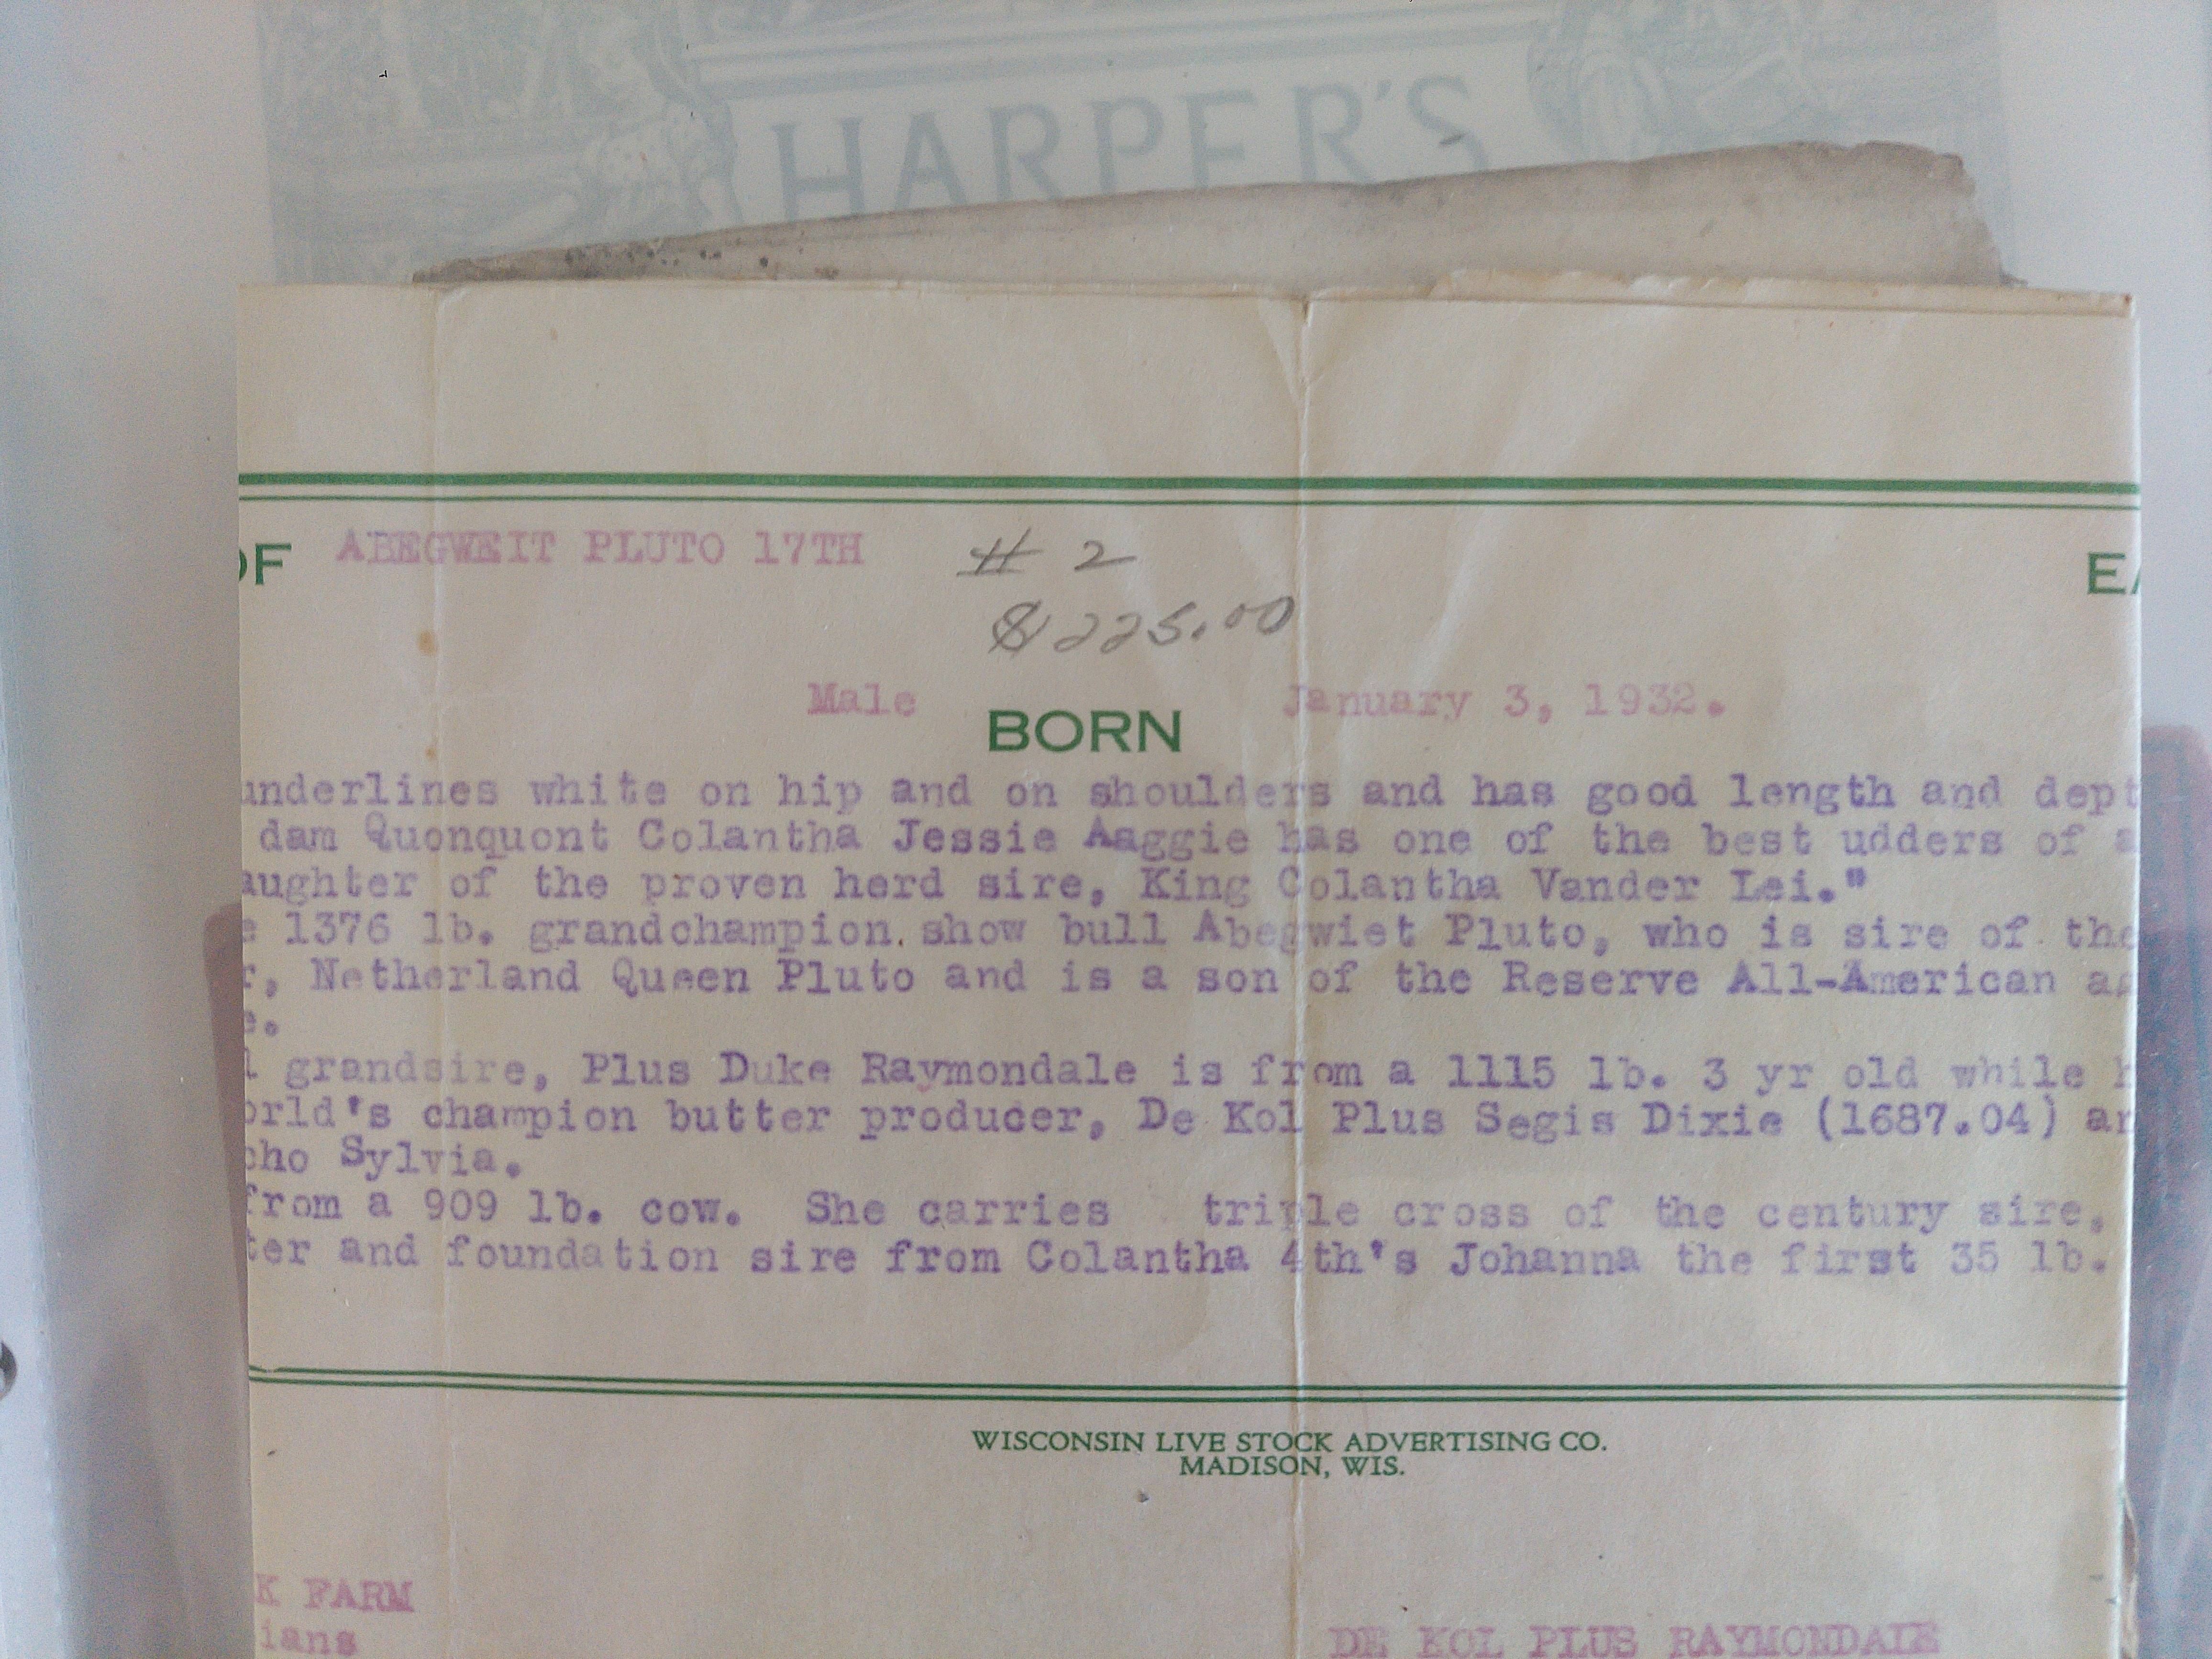 HARPER'S
OF ABEGWEIT PLUTO 17TH # 2 EA
$225.00
Male January 3, 1932.
BORN
underlines white on hip and on shoulders and has good length and dept
dam Quonquont Colantha Jessie Aaggie has one of the best udders of a
aughter of the proven herd sire, King Colantha Vander Lei."
e 1376 lb. grandchampion. show bull Abegwiet Pluto, who is sire of the
r, Netherland Queen Pluto and is a son of the Reserve All-American ag
e.
l grandsire, Plus Duke Raymondale is from a 1115 lb. 3 yr old while h
orld's champion butter producer, De Kol Plus Segis Dixie (1687.04) an
cho Sylvia.
from a 909 lb. cow. She carries triple cross of the century sire,
ter and foundation sire from Colantha 4th's Johanna the first 35 lb.
WISCONSIN LIVE STOCK ADVERTISING CO.
MADISON, WIS.
K FARM
ians
DE KOL PLUS RAYMONDALE